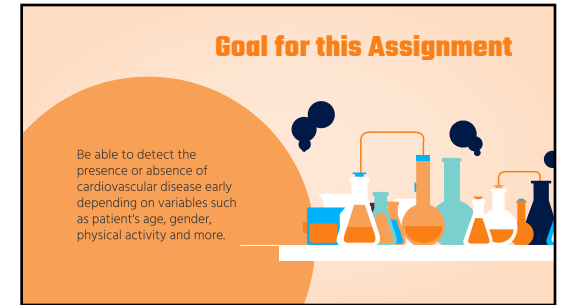 Goal for this Assignment
Be able to detect the
presence or absence of
cardiovascular disease early
depending on variables such
as patient's age, gender,
physical activity and more.